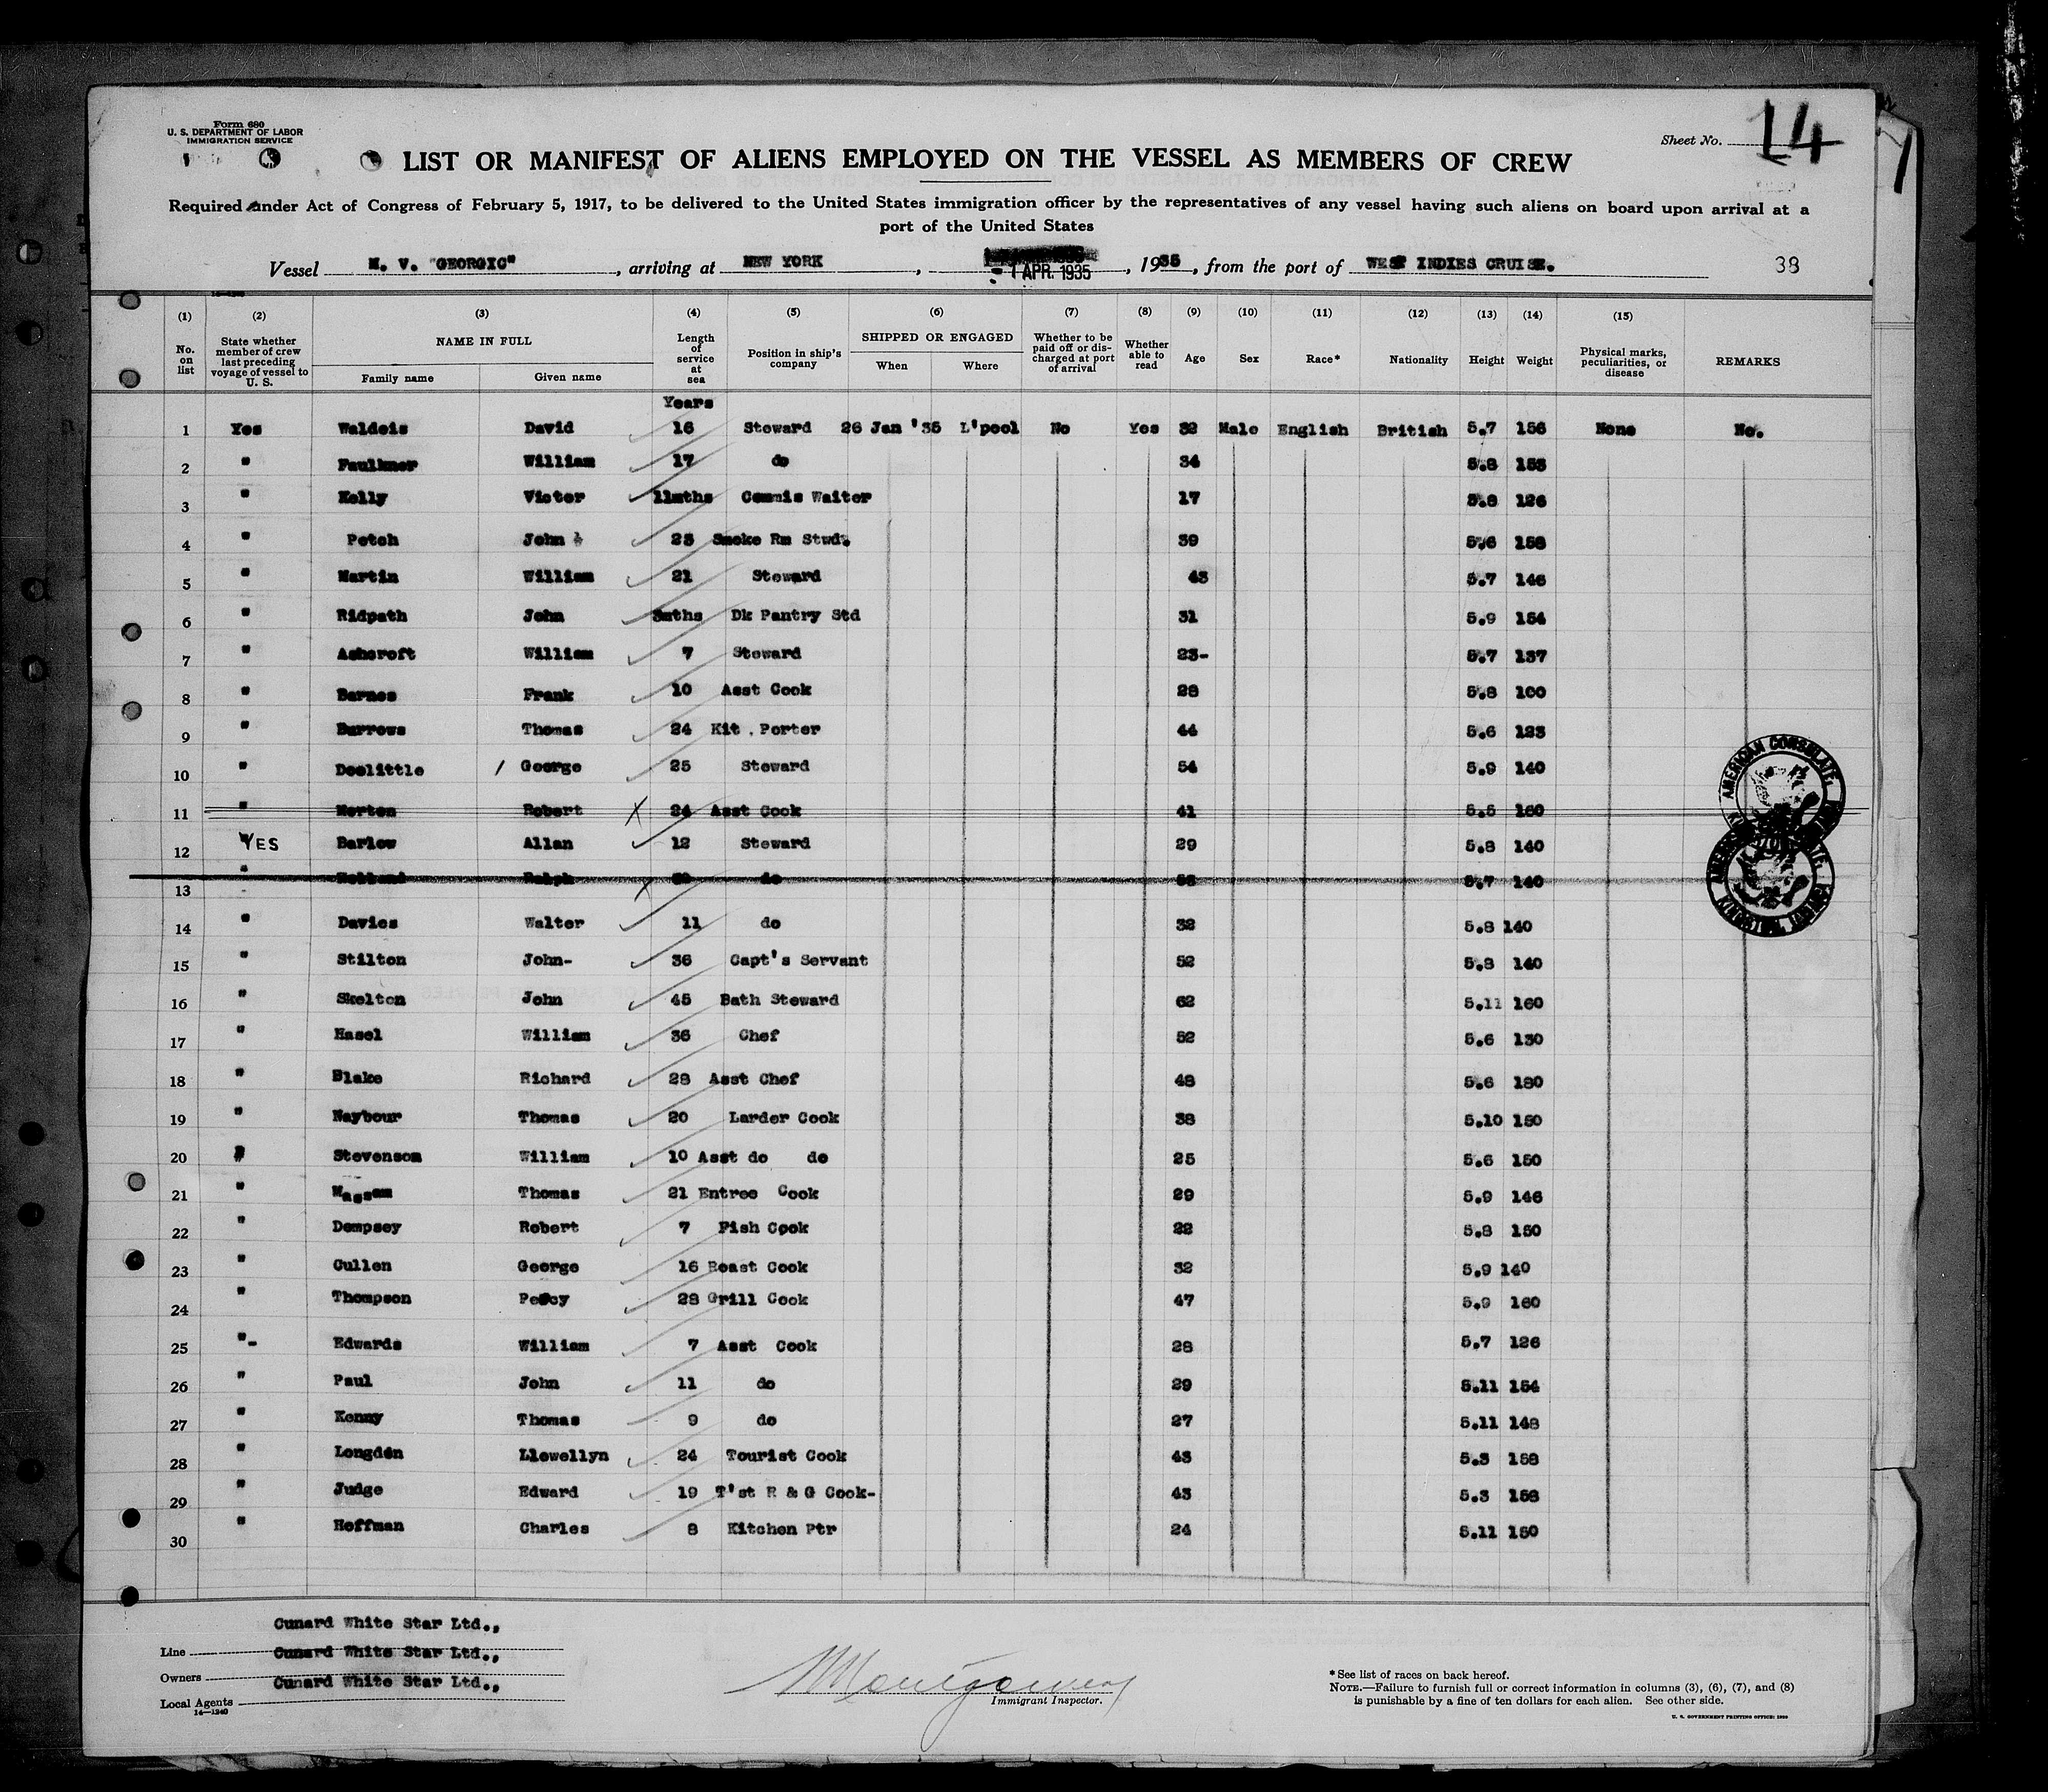 Form 680
U. S. DEPARTMENT OF LABOR
IMMIGRATION SERVICE
Sheet No. 14
LIST OR MANIFEST OF ALIENS EMPLOYED ON THE VESSEL AS MEMBERS OF CREW
Required under Act of Congress of February 5, 1917, to be delivered to the United States immigration officer by the representatives of any vessel having such aliens on board upon arrival at a
port of the United States
Vessel M. V. "GEORGIC", arriving at NEW YORK, - 1 APR. 1935, 1935, from the port of WEST INDIES CRUISE. 38
(1) (2) (3) (4) (5) (6) (7) (8) (9) (10) (11) (12) (13) (14) (15)
No. on list State whether member of crew last preceding voyage of vessel to U. S. NAME IN FULL Family name Given name Length of service at sea Position in ship's company SHIPPED OR ENGAGED When Where Whether to be paid off or discharged at port of arrival Whether able to read Age Sex Race* Nationality Height Weight Physical marks, peculiarities, or disease REMARKS
Years
1 Yes Waldeis David 16 Steward 26 Jan '35 L'pool No Yes 32 Male English British 5.7 156 None No.
2 " Faulkner William 17 do 34 5.8 153
3 " Kelly Victor 11mths Commis Waiter 17 5.8 126
4 " Petch John 23 Smoke Rm Stwd. 39 5.6 158
5 " Martin William 21 Steward 43 5.7 146
6 " Ridpath John 8mths Dk Pantry Std 31 5.9 154
7 " Ashcroft William 7 Steward 23- 5.7 137
8 " Barnes Frank 10 Asst Cook 28 5.8 100
9 " Burrows Thomas 24 Kit . Porter 44 5.6 123
10 " Doolittle / George 25 Steward 54 5.9 140
11 " Morton Robert X 24 Asst Cook 41 5.5 160
12 YES Barlow Allan 12 Steward 29 5.8 140
13 " Ralph X do 5.7 140
14 " Davies Walter 11 do 32 5.8 140
15 " Stilton John- 36 Capt's Servant 52 5.8 140
16 " Skelton John 45 Bath Steward 62 5.11 160
17 " Hasel William 36 Chef 52 5.6 130
18 " Blake Richard 28 Asst Chef 48 5.6 180
19 " Naybour Thomas 20 Larder Cook 38 5.10 150
20 " Stevenson William 10 Asst do do 25 5.6 150
21 " Massam Thomas 21 Entree Cook 29 5.9 146
22 " Dempsey Robert 7 Fish Cook 22 5.8 150
23 " Cullen George 16 Roast Cook 32 5.9 140
24 " Thompson Percy 28 Grill Cook 47 5.9 160
25 "- Edwards William 7 Asst Cook 28 5.7 126
26 " Paul John 11 do 29 5.11 154
27 " Kenny Thomas 9 do 27 5.11 148
28 " Longden Llewellyn 24 Tourist Cook 43 5.3 158
29 " Judge Edward 19 T'st R & G Cook- 43 5.3 158
30 " Hoffman Charles 8 Kitchen Ptr 24 5.11 150
AMERICAN CONSULATE
KINGSTON, JAMAICA
Cunard White Star Ltd.,
Line Cunard White Star Ltd.,
Owners Cunard White Star Ltd.,
Local Agents
14—1240
Montgomery
Immigrant Inspector.
* See list of races on back hereof.
NOTE.—Failure to furnish full or correct information in columns (3), (6), (7), and (8)
is punishable by a fine of ten dollars for each alien. See other side.
U. S. GOVERNMENT PRINTING OFFICE: 1930